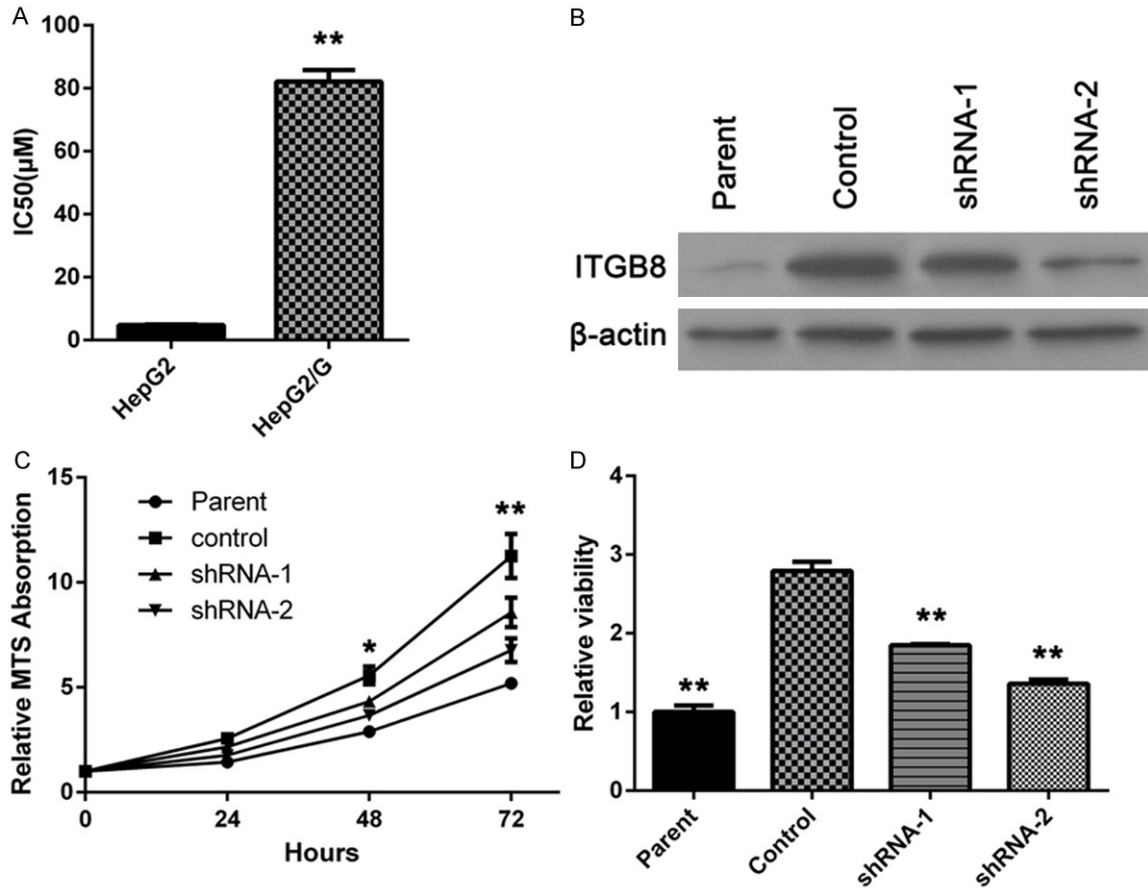 A
100
80
60
40
20
0
IC50(μM)
**
HepG2
HepG2/G
B
Parent
Control
shRNA-1
shRNA-2
ITGB8
β-actin
C
15
10
5
0
Relative MTS Absorption
Parent
control
shRNA-1
shRNA-2
*
**
0 24 48 72
Hours
D
4
3
2
1
0
Relative viability
**
**
**
Parent
Control
shRNA-1
shRNA-2